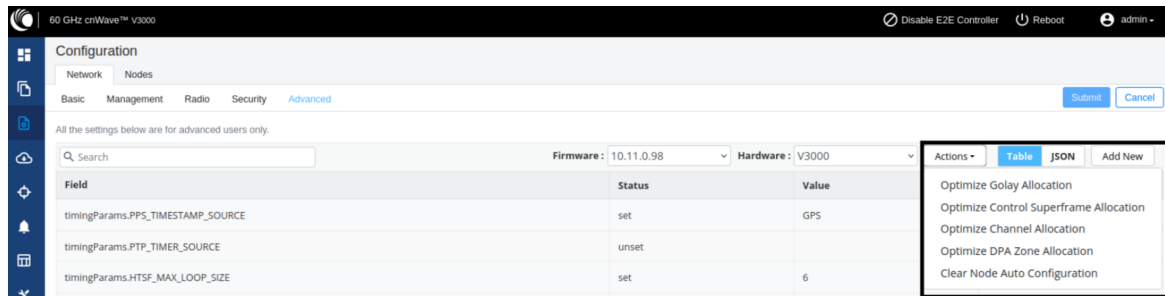 60 GHz cnWave™ V3000 Disable E2E Controller Reboot admin
Configuration
Network Nodes
Basic Management Radio Security Advanced Submit Cancel
All the settings below are for advanced users only.
Search Firmware : 10.11.0.98 Hardware : V3000 Actions Table JSON Add New
Field Status Value
Optimize Golay Allocation
Optimize Control Superframe Allocation
timingParams.PPS_TIMESTAMP_SOURCE set GPS
Optimize Channel Allocation
timingParams.PTP_TIMER_SOURCE unset
Optimize DPA Zone Allocation
timingParams.HTSF_MAX_LOOP_SIZE set 6
Clear Node Auto Configuration